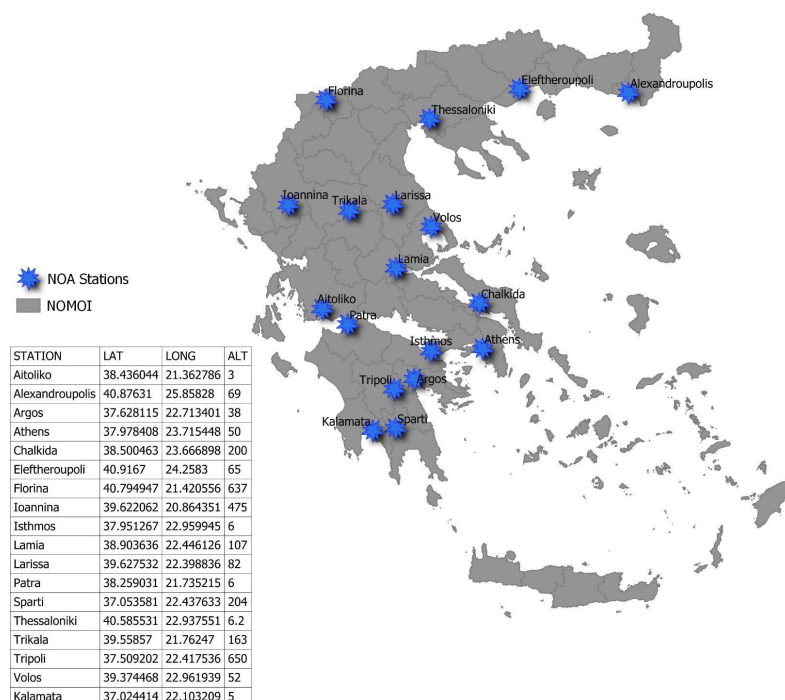 Florina
Eleftheroupoli
Alexandroupolis
Thessaloniki
Ioannina
Trikala
Larissa
Volos
Lamia
NOA Stations
NOMOI
Aitoliko
Patra
Chalkida
Isthmos
Athens
Tripoli
Argos
Kalamata
Sparti
STATION LAT LONG ALT
Aitoliko 38.436044 21.362786 3
Alexandroupolis 40.87631 25.85828 69
Argos 37.628115 22.713401 38
Athens 37.978408 23.715448 50
Chalkida 38.500463 23.666898 200
Eleftheroupoli 40.9167 24.2583 65
Florina 40.794947 21.420556 637
Ioannina 39.622062 20.864351 475
Isthmos 37.951267 22.959945 6
Lamia 38.903636 22.446126 107
Larissa 39.627532 22.398836 82
Patra 38.259031 21.735215 6
Sparti 37.053581 22.437633 204
Thessaloniki 40.585531 22.937551 6.2
Trikala 39.55857 21.76247 163
Tripoli 37.509202 22.417536 650
Volos 39.374468 22.961939 52
Kalamata 37.024414 22.103209 5